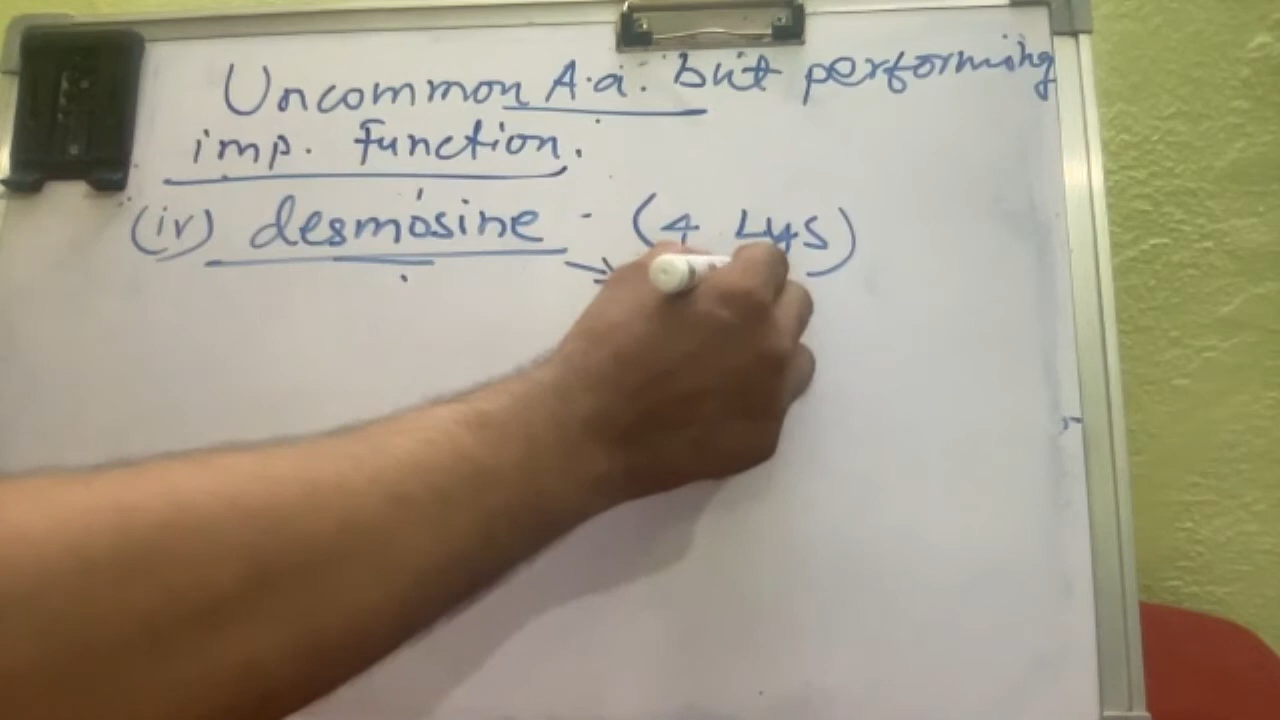 Uncommon A.a. but performing
imp. function.
(iv) desmosine - (4 Lys)
→